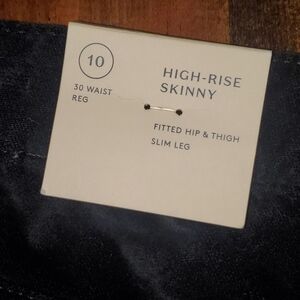 10
30 WAIST
REG
HIGH-RISE
SKINNY
FITTED HIP & THIGH
SLIM LEG